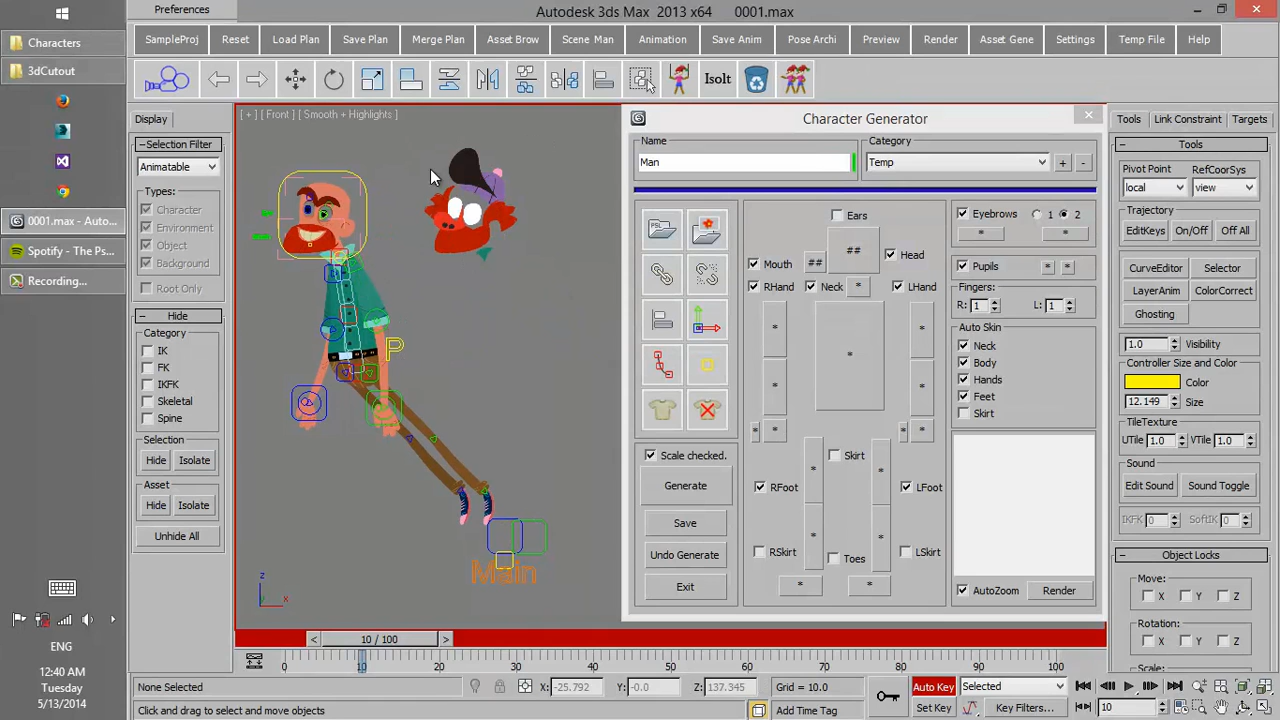 Preferences
Autodesk 3ds Max 2013 x64 0001.max
Characters
3dCutout
0001.max - Auto...
Spotify - The Ps...
Recording...
ENG
12:40 AM
Tuesday
5/13/2014
SampleProj Reset Load Plan Save Plan Merge Plan Asset Brow Scene Man Animation Save Anim Pose Archi Preview Render Asset Gene Settings Temp File Help
Isolt
Display
Selection Filter
Animatable
Types:
Character
Environment
Object
Background
Root Only
Hide
Category
IK
FK
IKFK
Skeletal
Spine
Selection
Hide Isolate
Asset
Hide Isolate
Unhide All
[ + ] [ Front ] [ Smooth + Highlights ]
P
Main
z
x
Character Generator
Name
Man
Category
Temp
+ -
PSL
Scale checked.
Generate
Save
Undo Generate
Exit
Ears
##
Mouth ## Head
RHand Neck * LHand
* * *
* *
* * * *
Skirt
* *
RFoot LFoot
* *
RSkirt Toes LSkirt
* *
Eyebrows 1 2
* *
Pupils * *
Fingers:
R: 1 L: 1
Auto Skin
Neck
Body
Hands
Feet
Skirt
AutoZoom Render
Tools Link Constraint Targets
Tools
Pivot Point RefCoorSys
local view
Trajectory
EditKeys On/Off Off All
CurveEditor Selector
LayerAnim ColorCorrect
Ghosting
1.0 Visibility
Controller Size and Color
Color
12.149 Size
TileTexture
UTile 1.0 VTile 1.0
Sound
Edit Sound Sound Toggle
IKFK 0 SoftIK 0
Object Locks
Move:
X Y Z
Rotation:
X Y Z
Scale:
< 10 / 100 >
0 10 20 30 40 50 60 70 80 90 100
None Selected X: -25.792 Y: -0.0 Z: 137.345 Grid = 10.0 Auto Key Selected
Click and drag to select and move objects Add Time Tag Set Key Key Filters... 10